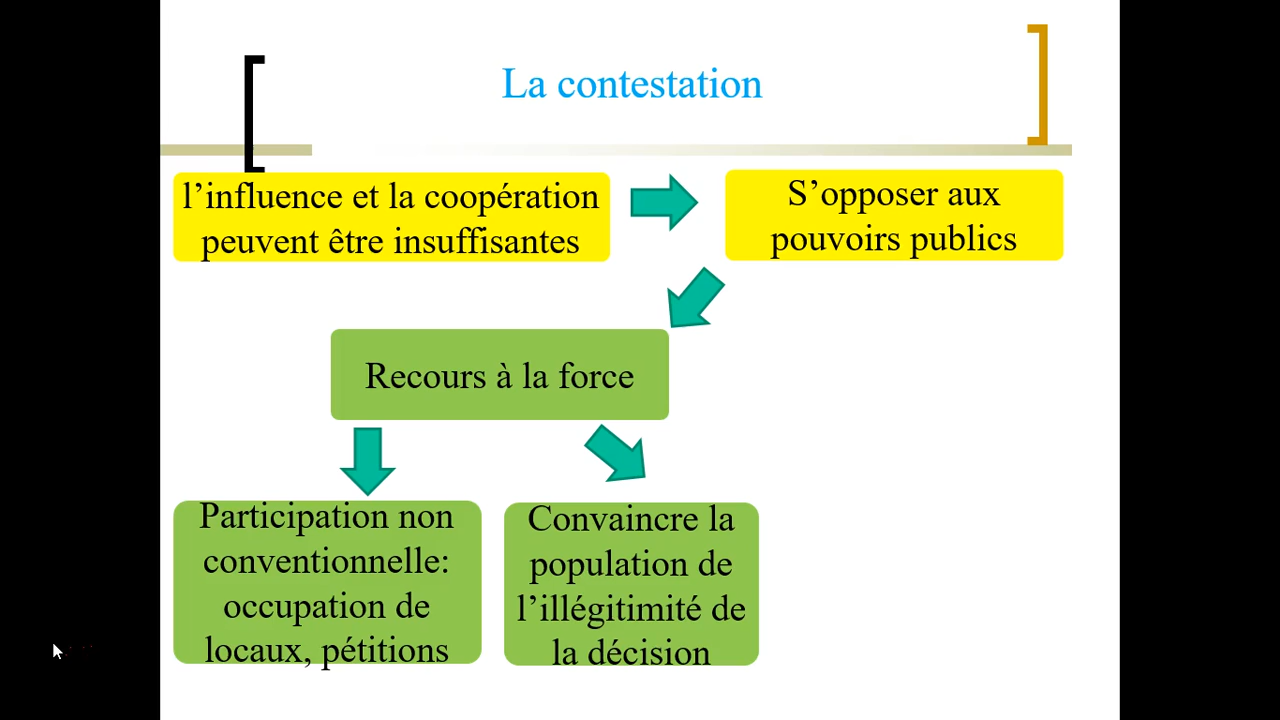 La contestation
l’influence et la coopération
peuvent être insuffisantes
S’opposer aux
pouvoirs publics
Recours à la force
Participation non
conventionnelle:
occupation de
locaux, pétitions
Convaincre la
population de
l’illégitimité de
la décision